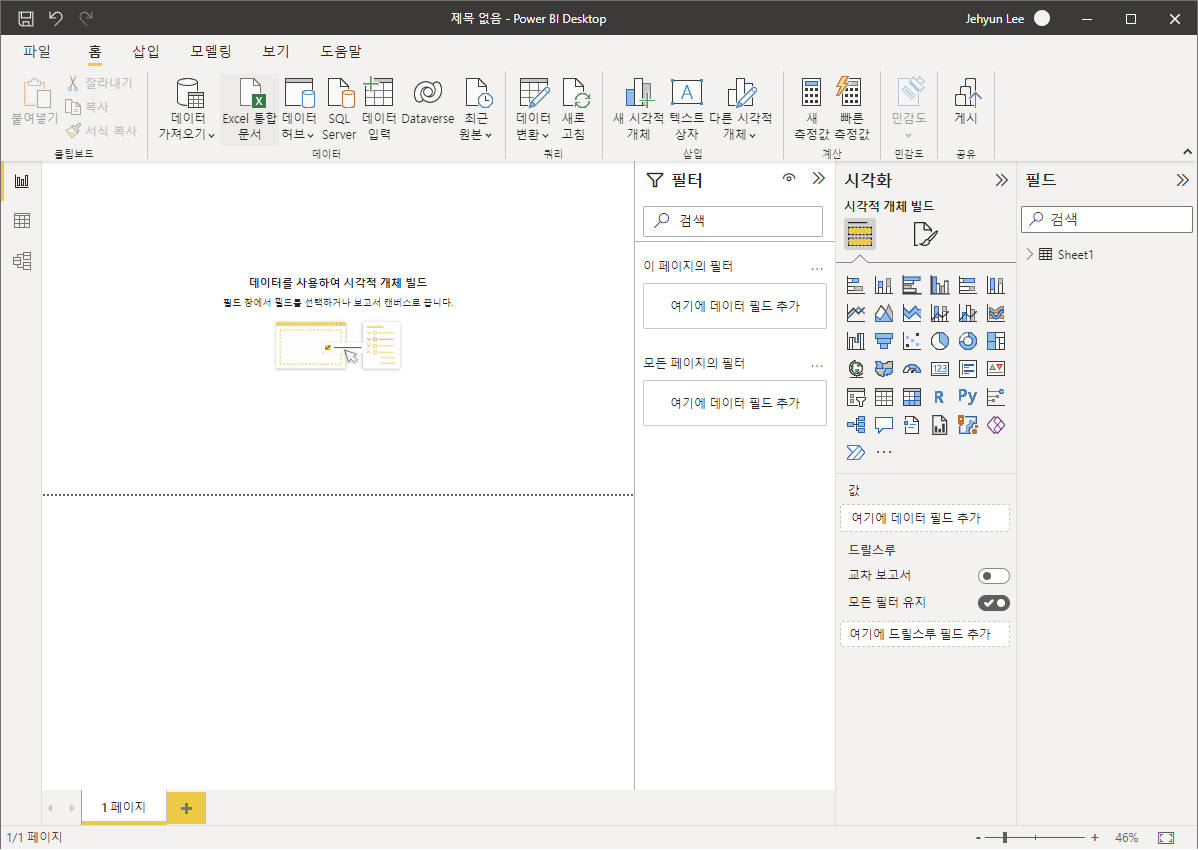 제목 없음 - Power BI Desktop
Jehyun Lee
파일 홈 삽입 모델링 보기 도움말
붙여넣기
잘라내기
복사
서식 복사
클립보드
데이터
가져오기
Excel 통합
문서
데이터
허브
SQL
Server
데이터
입력
Dataverse
최근
원본
데이터
데이터
변환
새로
고침
쿼리
새 시각적
개체
텍스트
상자
다른 시각적
개체
삽입
새
측정값
빠른
측정값
계산
민감도
민감도
게시
공유
데이터를 사용하여 시각적 개체 빌드
필드 창에서 필드를 선택하거나 보고서 캔버스로 끕니다.
필터
검색
이 페이지의 필터
여기에 데이터 필드 추가
모든 페이지의 필터
여기에 데이터 필드 추가
시각화
시각적 개체 빌드
123
R
Py
값
여기에 데이터 필드 추가
드릴스루
교차 보고서
모든 필터 유지
여기에 드릴스루 필드 추가
필드
검색
Sheet1
1 페이지
1/1 페이지
- + 46%